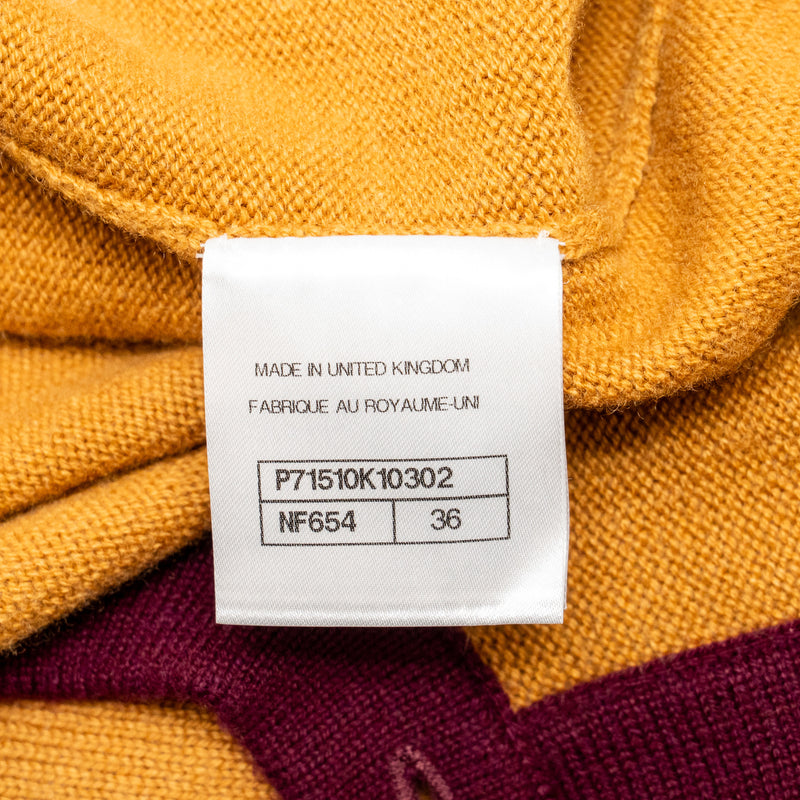 MADE IN UNITED KINGDOM
FABRIQUE AU ROYAUME-UNI
P71510K10302
NF654 36